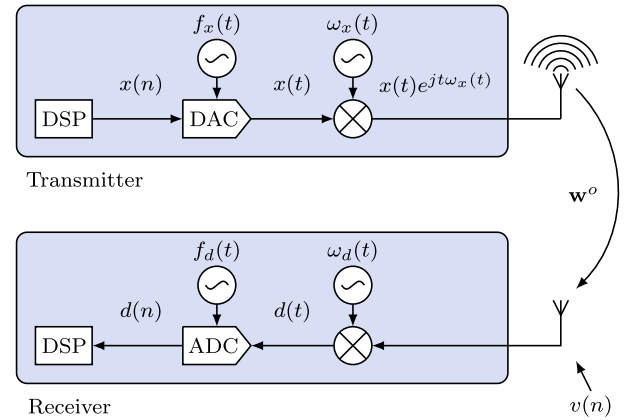 f_x(t) ω_x(t)
x(n) x(t) x(t)e^{jtω_x(t)}
DSP DAC
Transmitter
w^o
f_d(t) ω_d(t)
d(n) d(t)
DSP ADC
Receiver
v(n)